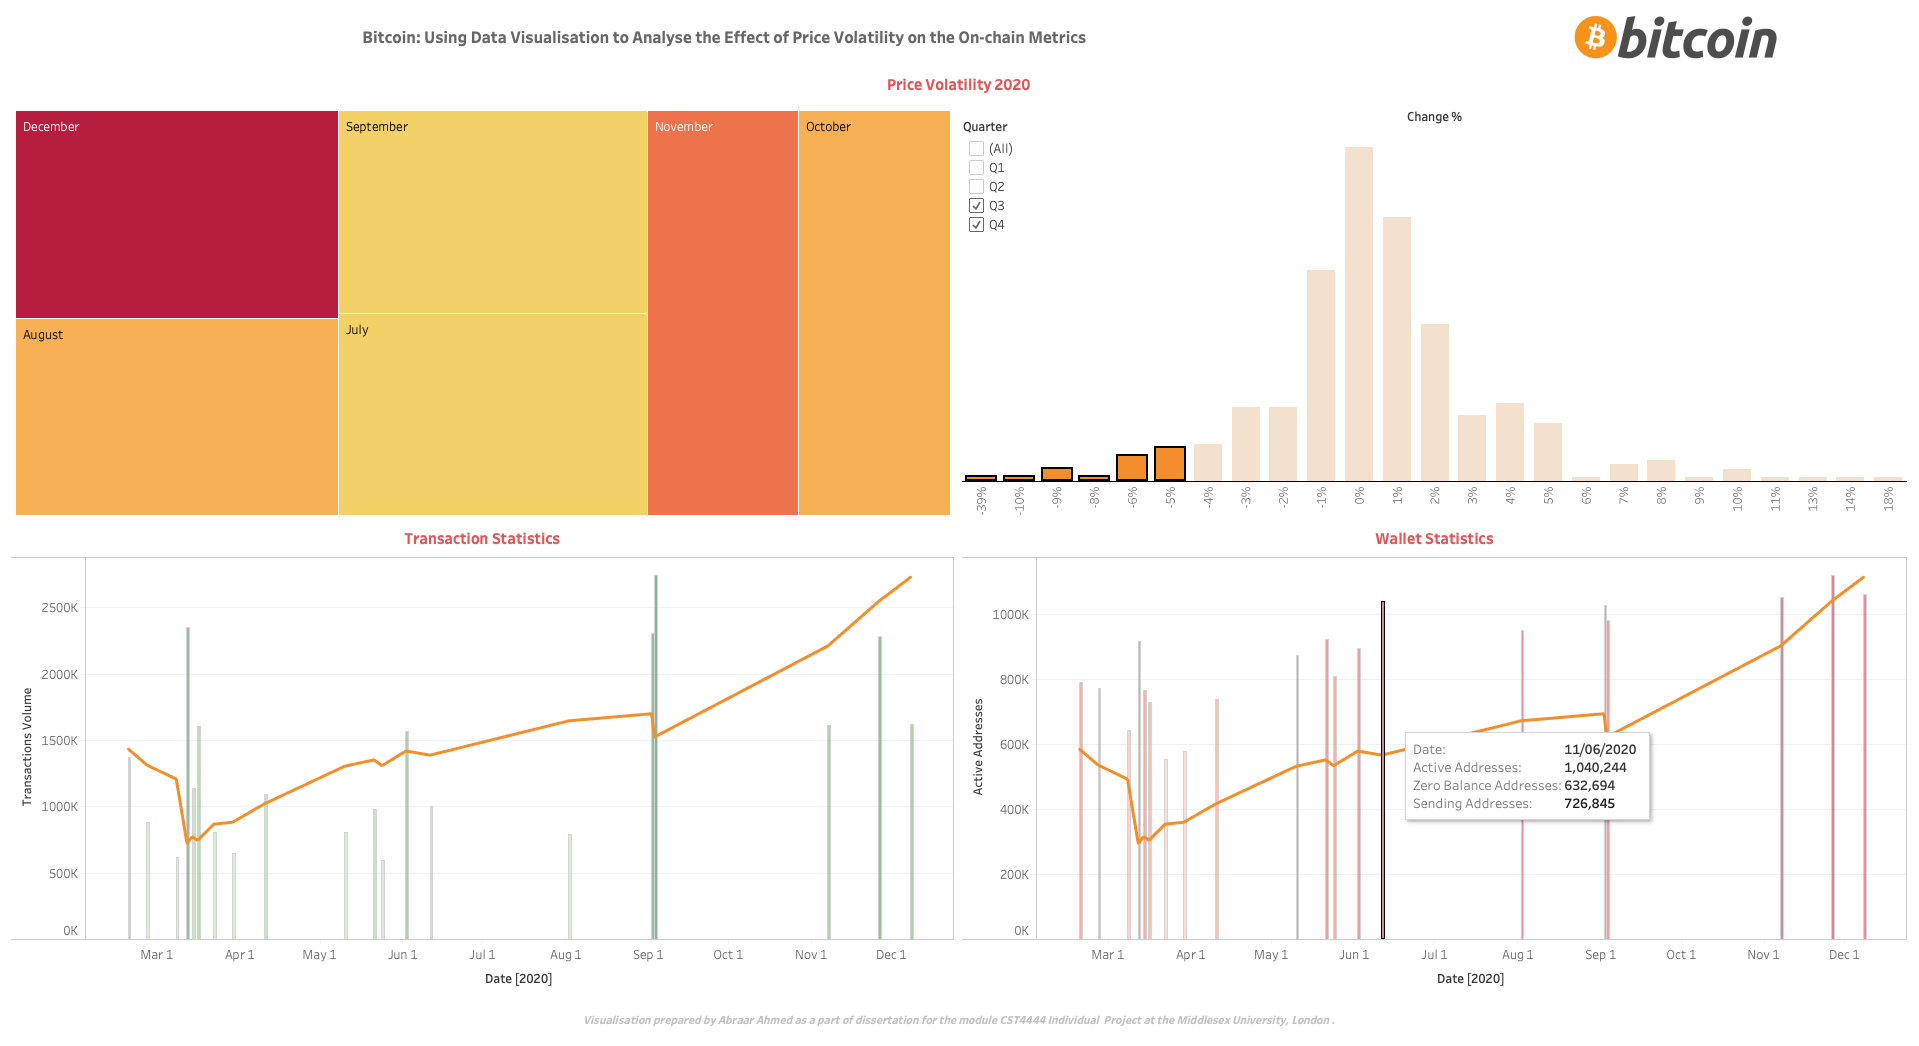 Bitcoin: Using Data Visualisation to Analyse the Effect of Price Volatility on the On-chain Metrics
bitcoin
Price Volatility 2020
December
September
November
October
August
July
Quarter
(All)
Q1
Q2
Q3
Q4
Change %
-39% -10% -9% -8% -6% -5% -4% -3% -2% -1% 0% 1% 2% 3% 4% 5% 6% 7% 8% 9% 10% 11% 13% 14% 18%
Transaction Statistics
Transactions Volume
2500K
2000K
1500K
1000K
500K
0K
Mar 1 Apr 1 May 1 Jun 1 Jul 1 Aug 1 Sep 1 Oct 1 Nov 1 Dec 1
Date [2020]
Wallet Statistics
Active Addresses
1000K
800K
600K
400K
200K
0K
Date: 11/06/2020
Active Addresses: 1,040,244
Zero Balance Addresses: 632,694
Sending Addresses: 726,845
Mar 1 Apr 1 May 1 Jun 1 Jul 1 Aug 1 Sep 1 Oct 1 Nov 1 Dec 1
Date [2020]
Visualisation prepared by Abraar Ahmed as a part of dissertation for the module CST4444 Individual Project at the Middlesex University, London .